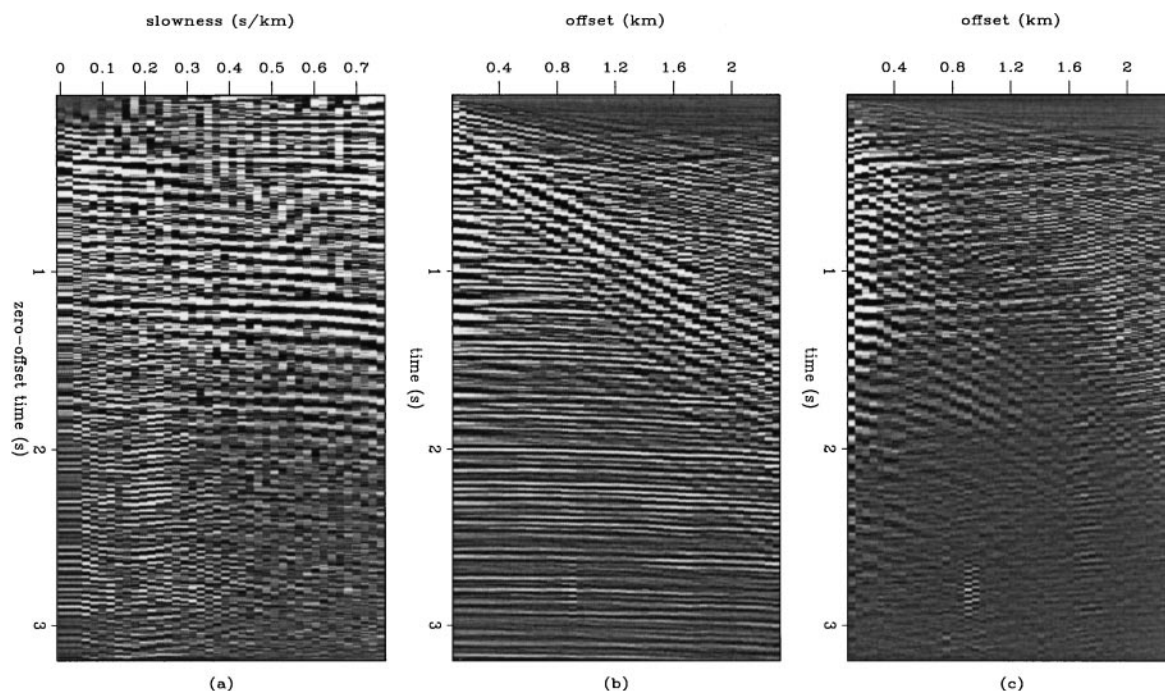 slowness (s/km)
0 0.1 0.2 0.3 0.4 0.5 0.6 0.7
zero-offset time (s)
1
2
3
(a)
offset (km)
0.4 0.8 1.2 1.6 2
time (s)
1
2
3
(b)
offset (km)
0.4 0.8 1.2 1.6 2
time (s)
1
2
3
(c)